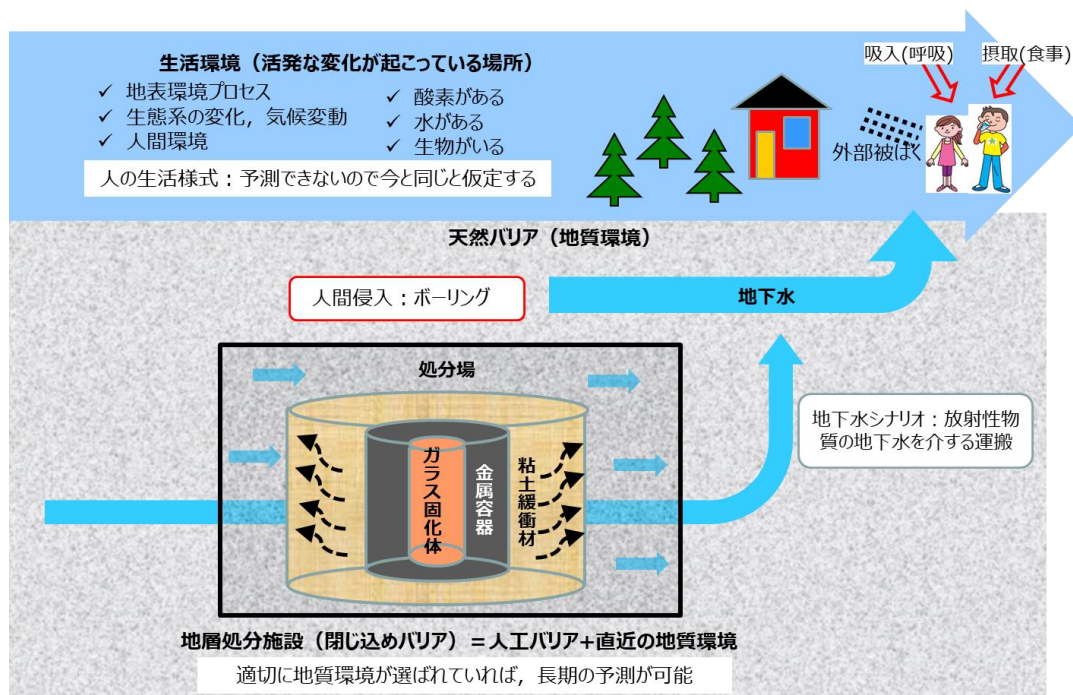 生活環境（活発な変化が起こっている場所）
✓ 地表環境プロセス
✓ 生態系の変化，気候変動
✓ 人間環境
✓ 酸素がある
✓ 水がある
✓ 生物がいる
人の生活様式：予測できないので今と同じと仮定する
吸入(呼吸)
摂取(食事)
外部被ばく
天然バリア（地質環境）
人間侵入：ボーリング
地下水
処分場
ガラス固化体
金属容器
粘土緩衝材
地下水シナリオ：放射性物
質の地下水を介する運搬
地層処分施設（閉じ込めバリア）＝人工バリア+直近の地質環境
適切に地質環境が選ばれていれば，長期の予測が可能